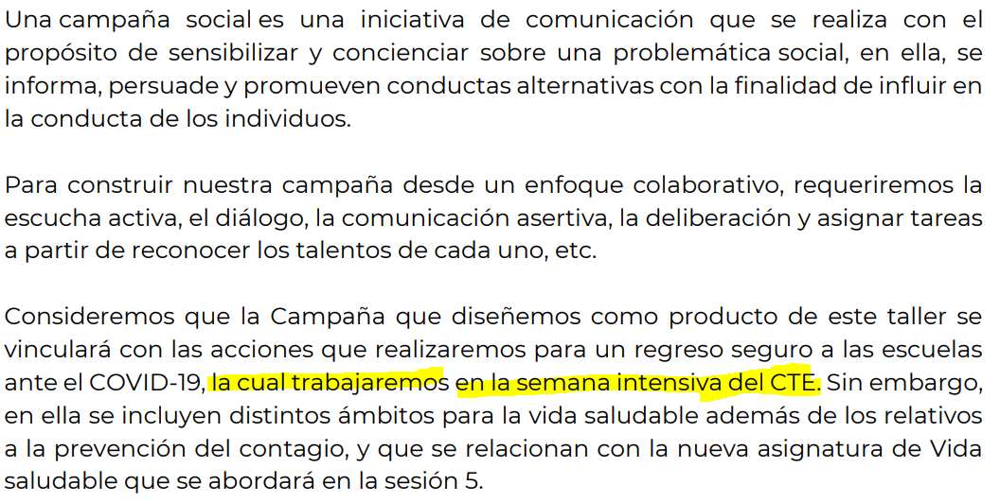 Una campaña social es una iniciativa de comunicación que se realiza con el
propósito de sensibilizar y concienciar sobre una problemática social, en ella, se
informa, persuade y promueven conductas alternativas con la finalidad de influir en
la conducta de los individuos.
Para construir nuestra campaña desde un enfoque colaborativo, requeriremos la
escucha activa, el diálogo, la comunicación asertiva, la deliberación y asignar tareas
a partir de reconocer los talentos de cada uno, etc.
Consideremos que la Campaña que diseñemos como producto de este taller se
vinculará con las acciones que realizaremos para un regreso seguro a las escuelas
ante el COVID-19, la cual trabajaremos en la semana intensiva del CTE. Sin embargo,
en ella se incluyen distintos ámbitos para la vida saludable además de los relativos
a la prevención del contagio, y que se relacionan con la nueva asignatura de Vida
saludable que se abordará en la sesión 5.